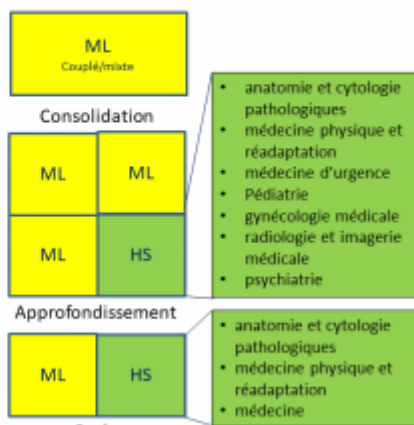 ML
Couplé/mixte
Consolidation
ML
ML
ML
HS
• anatomie et cytologie
pathologiques
• médecine physique et
réadaptation
• médecine d'urgence
• Pédiatrie
• gynécologie médicale
• radiologie et imagerie
médicale
• psychiatrie
Approfondissement
ML
HS
• anatomie et cytologie
pathologiques
• médecine physique et
réadaptation
• médecine